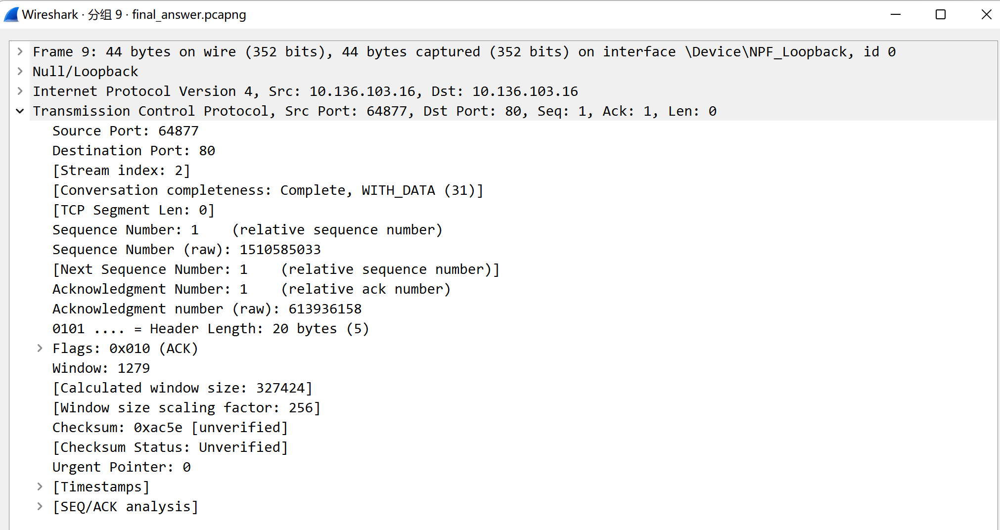 Wireshark · 分组 9 · final_answer.pcapng
Frame 9: 44 bytes on wire (352 bits), 44 bytes captured (352 bits) on interface \Device\NPF_Loopback, id 0
Null/Loopback
Internet Protocol Version 4, Src: 10.136.103.16, Dst: 10.136.103.16
Transmission Control Protocol, Src Port: 64877, Dst Port: 80, Seq: 1, Ack: 1, Len: 0
Source Port: 64877
Destination Port: 80
[Stream index: 2]
[Conversation completeness: Complete, WITH_DATA (31)]
[TCP Segment Len: 0]
Sequence Number: 1    (relative sequence number)
Sequence Number (raw): 1510585033
[Next Sequence Number: 1    (relative sequence number)]
Acknowledgment Number: 1    (relative ack number)
Acknowledgment number (raw): 613936158
0101 .... = Header Length: 20 bytes (5)
Flags: 0x010 (ACK)
Window: 1279
[Calculated window size: 327424]
[Window size scaling factor: 256]
Checksum: 0xac5e [unverified]
[Checksum Status: Unverified]
Urgent Pointer: 0
[Timestamps]
[SEQ/ACK analysis]